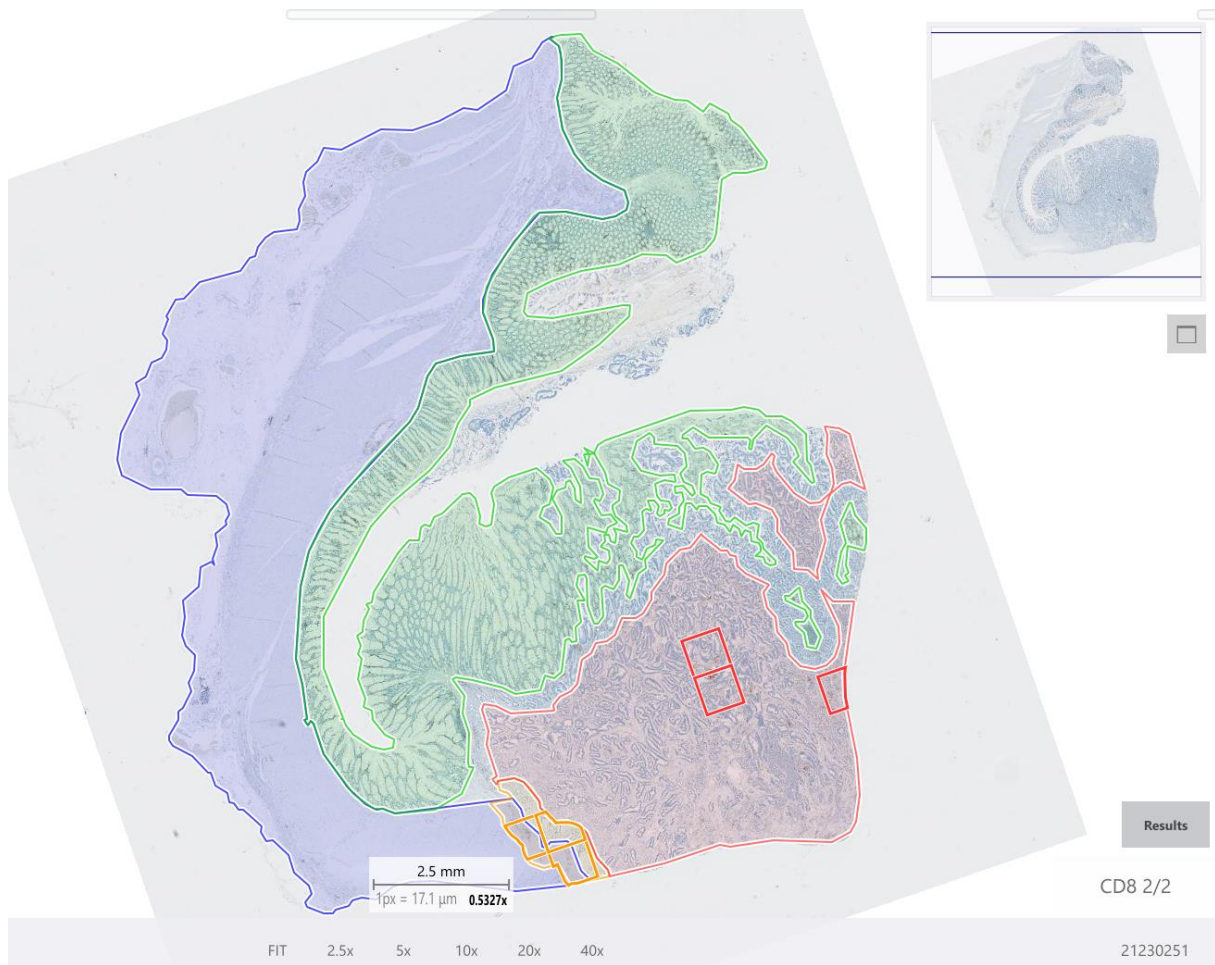 Results
2.5 mm
1px = 17.1 µm 0.5327x
CD8 2/2
FIT 2.5x 5x 10x 20x 40x
21230251